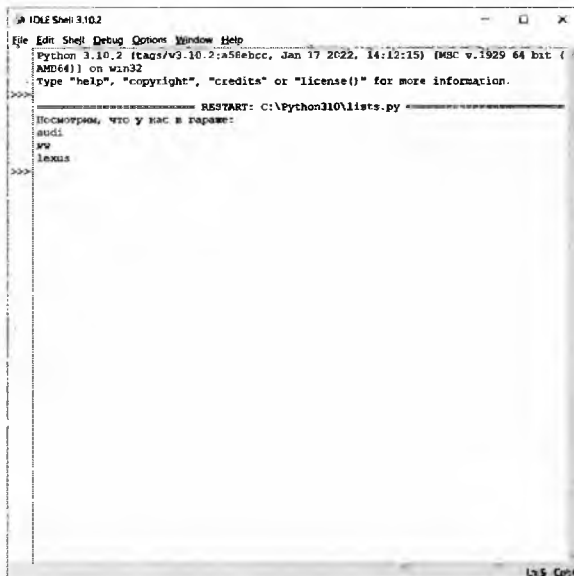 IDLE Shell 3.10.2
File Edit Shell Debug Options Window Help
Python 3.10.2 (tags/v3.10.2:a58ebcc, Jan 17 2022, 14:12:15) [MSC v.1929 64 bit (
AMD64)] on win32
Type "help", "copyright", "credits" or "license()" for more information.
>>>
RESTART: C:\Python310\lists.py
Посмотрим, что у нас в гараже:
audi
vw
lexus
>>>
Ln: 5